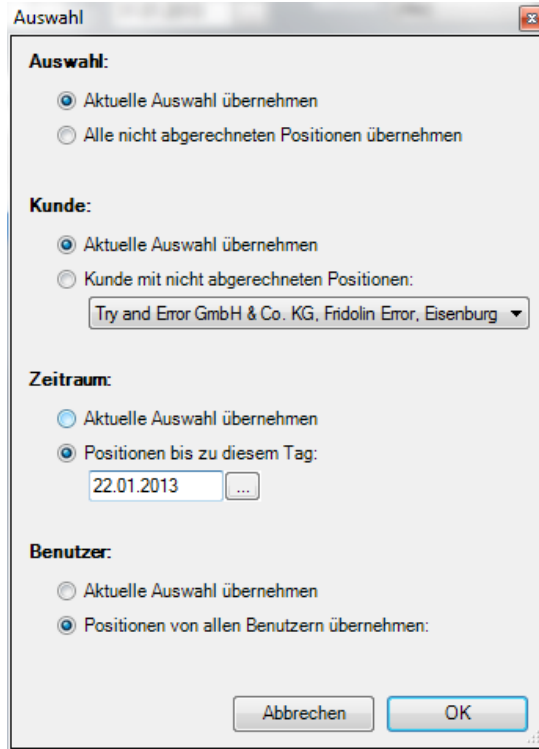 Auswahl
Auswahl:
Aktuelle Auswahl übernehmen
Alle nicht abgerechneten Positionen übernehmen
Kunde:
Aktuelle Auswahl übernehmen
Kunde mit nicht abgerechneten Positionen:
Try and Error GmbH & Co. KG, Fridolin Error, Eisenburg
Zeitraum:
Aktuelle Auswahl übernehmen
Positionen bis zu diesem Tag:
22.01.2013 ...
Benutzer:
Aktuelle Auswahl übernehmen
Positionen von allen Benutzern übernehmen:
Abbrechen OK